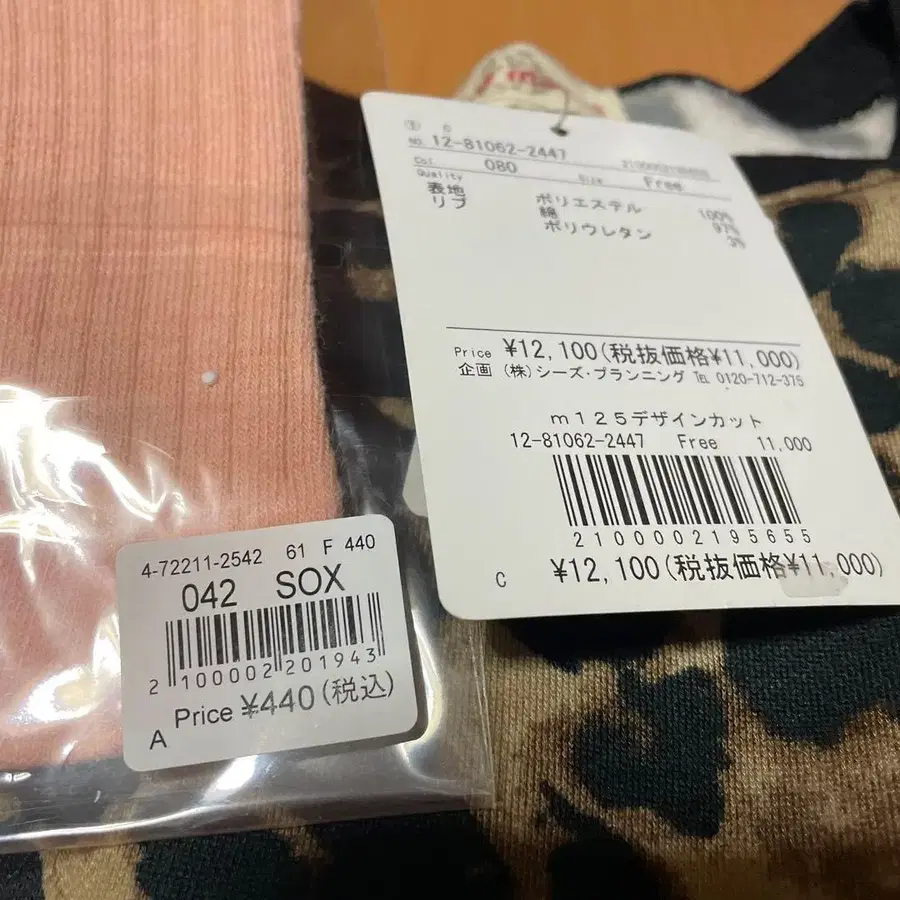 C
NO. 12-81062-2447
Col. 080 Size Free
Quality
表地 ポリエステル 100%
リブ 綿 97%
ポリウレタン 3%
Price ¥12,100(税抜価格¥11,000)
企画 (株)シーズ・プランニング TEL 0120-712-375
m125デザインカット
12-81062-2447 Free 11,000
2100002195655
C ¥12,100(税抜価格¥11,000)
4-72211-2542 61 F 440
042 SOX
2100002201943
A Price ¥440(税込)